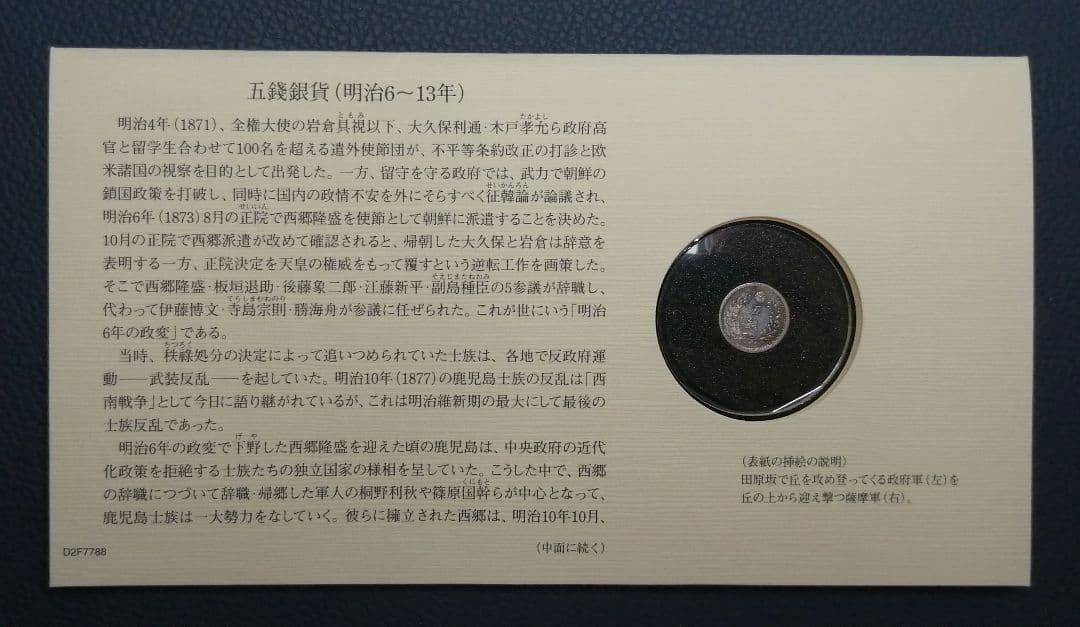 五錢銀貨(明治6〜13年)
明治4年(1871)、全権大使の岩倉具視以下、大久保利通・木戸孝允ら政府高
官と留学生合わせて100名を超える遣外使節団が、不平等条約改正の打診と欧
米諸国の視察を目的として出発した。一方、留守を守る政府では、武力で朝鮮の
鎖国政策を打破し、同時に国内の政情不安を外にそらすべく征韓論が論議され、
明治6年(1873)8月の正院で西郷隆盛を使節として朝鮮に派遣することを決めた。
10月の正院で西郷派遣が改めて確認されると、帰朝した大久保と岩倉は辞意を
表明する一方、正院決定を天皇の権威をもって覆すという逆転工作を画策した。
そこで西郷隆盛・板垣退助・後藤象二郎・江藤新平・副島種臣の5参議が辞職し、
代わって伊藤博文・寺島宗則・勝海舟が参議に任ぜられた。これが世にいう「明治
6年の政変」である。
当時、秩祿処分の決定によって追いつめられていた士族は、各地で反政府運
動――武装反乱――を起していた。明治10年(1877)の鹿児島士族の反乱は「西
南戦争」として今日に語り継がれているが、これは明治維新期の最大にして最後の
士族反乱であった。
明治6年の政変で下野した西郷隆盛を迎えた頃の鹿児島は、中央政府の近代
化政策を拒絶する士族たちの独立国家の様相を呈していた。こうした中で、西郷
の辞職につづいて辞職・帰郷した軍人の桐野利秋や篠原国幹らが中心となって、
鹿児島士族は一大勢力をなしていく。彼らに擁立された西郷は、明治10年10月、
(中面に続く)
D2F7788
(表紙の挿絵の説明)
田原坂で丘を攻め登ってくる政府軍(左)を
丘の上から迎え撃つ薩摩軍(右)。